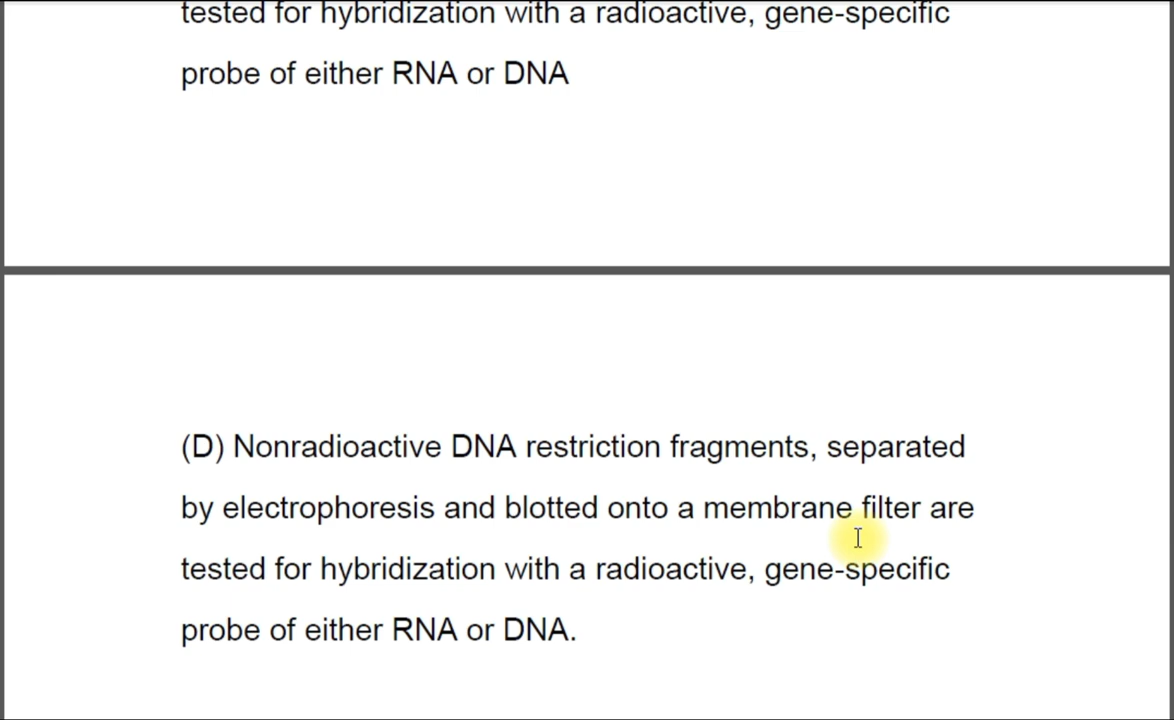 tested for hybridization with a radioactive, gene-specific
probe of either RNA or DNA
(D) Nonradioactive DNA restriction fragments, separated
by electrophoresis and blotted onto a membrane filter are
tested for hybridization with a radioactive, gene-specific
probe of either RNA or DNA.